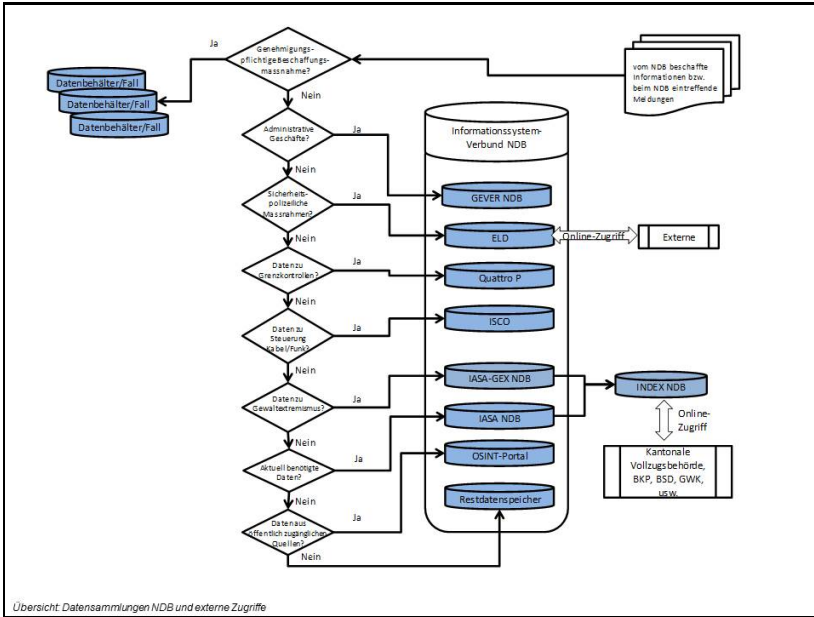 Ja
Genehmigungs-
pflichtige Beschaffungs-
massnahme?
vom NDB beschaffte
Informationen bzw.
beim NDB eintreffende
Meldungen
Datenbehälter/Fall
Datenbehälter/Fall
Datenbehälter/Fall
Nein
Administrative
Geschäfte?
Ja
Informationssystem-
Verbund NDB
Nein
GEVER NDB
Sicherheits-
polizeiliche
Massnahmen?
Ja
ELD
Online-Zugriff
Externe
Nein
Daten zu
Grenzkontrollen?
Ja
Quattro P
Nein
Daten zu
Steuerung
Kabel/Funk?
Ja
ISCO
Nein
Daten zu
Gewaltextremismus?
Ja
IASA-GEX NDB
INDEX NDB
Nein
IASA NDB
Online-
Zugriff
Aktuell benötigte
Daten?
Ja
OSINT-Portal
Kantonale
Vollzugsbehörde,
BKP, BSD, GWK,
usw.
Nein
Daten aus
öffentlich zugänglichen
Quellen?
Ja
Restdatenspeicher
Nein
Übersicht: Datensammlungen NDB und externe Zugriffe